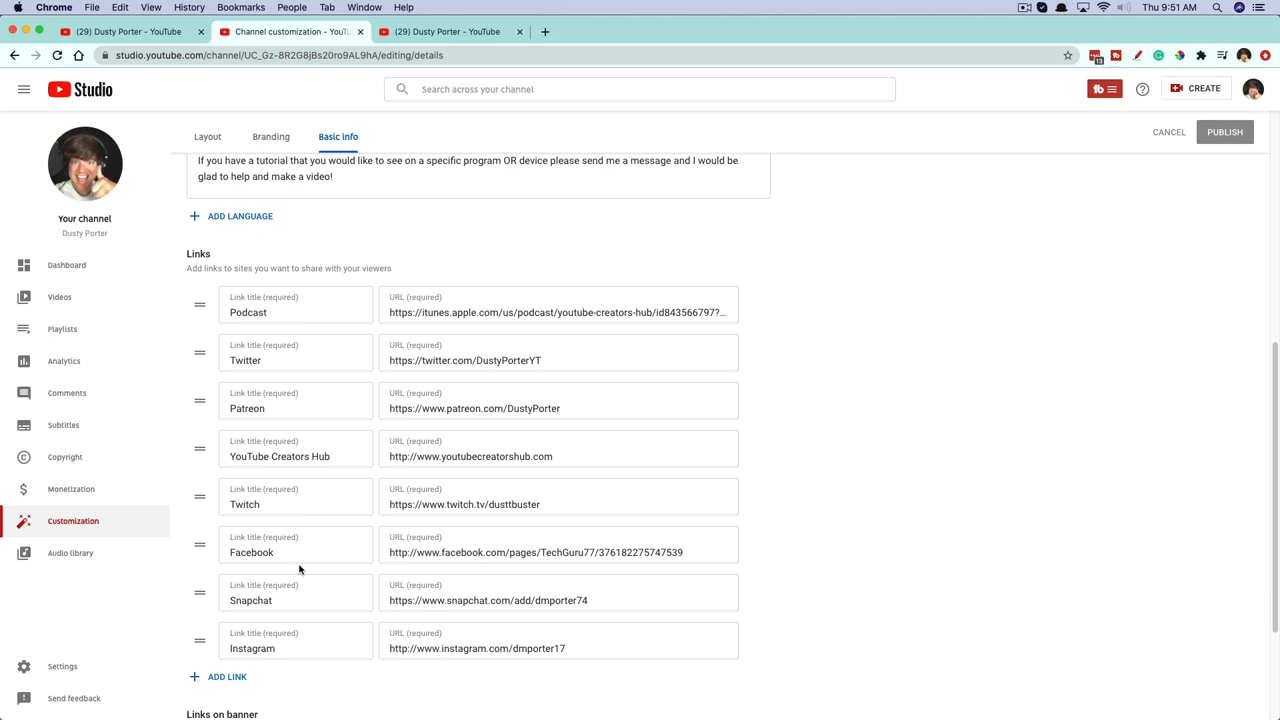 Chrome File Edit View History Bookmarks People Tab Window Help
Thu 9:51 AM
(29) Dusty Porter - YouTube
Channel customization - YouT
(29) Dusty Porter - YouTube
studio.youtube.com/channel/UC_Gz-8R2G8jBs20ro9AL9hA/editing/details
13
Studio
Search across your channel
CREATE
Layout Branding Basic info
CANCEL PUBLISH
Your channel
Dusty Porter
Dashboard
Videos
Playlists
Analytics
Comments
Subtitles
Copyright
Monetization
Customization
Audio library
Settings
Send feedback
If you have a tutorial that you would like to see on a specific program OR device please send me a message and I would be
glad to help and make a video!
ADD LANGUAGE
Links
Add links to sites you want to share with your viewers
Link title (required) URL (required)
Podcast https://itunes.apple.com/us/podcast/youtube-creators-hub/id843566797?...
Link title (required) URL (required)
Twitter https://twitter.com/DustyPorterYT
Link title (required) URL (required)
Patreon https://www.patreon.com/DustyPorter
Link title (required) URL (required)
YouTube Creators Hub http://www.youtubecreatorshub.com
Link title (required) URL (required)
Twitch https://www.twitch.tv/dusttbuster
Link title (required) URL (required)
Facebook http://www.facebook.com/pages/TechGuru77/376182275747539
Link title (required) URL (required)
Snapchat https://www.snapchat.com/add/dmporter74
Link title (required) URL (required)
Instagram http://www.instagram.com/dmporter17
ADD LINK
Links on banner